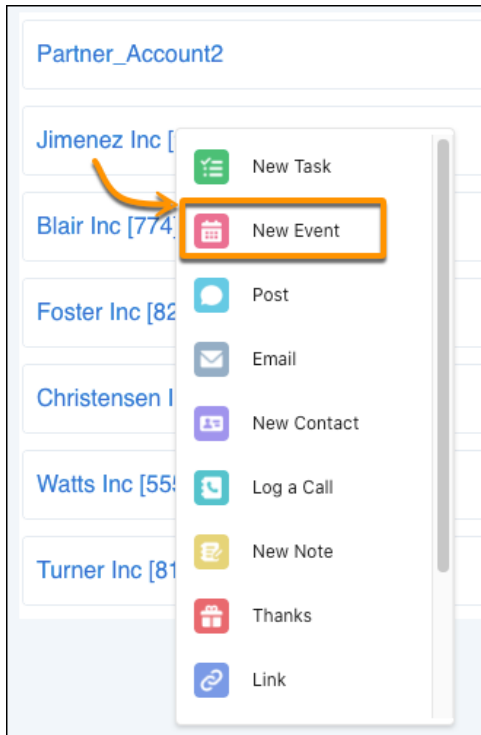 Partner_Account2
Jimenez Inc [
New Task
Blair Inc [774]
New Event
Foster Inc [82
Post
Email
Christensen I
New Contact
Watts Inc [555
Log a Call
New Note
Turner Inc [81
Thanks
Link